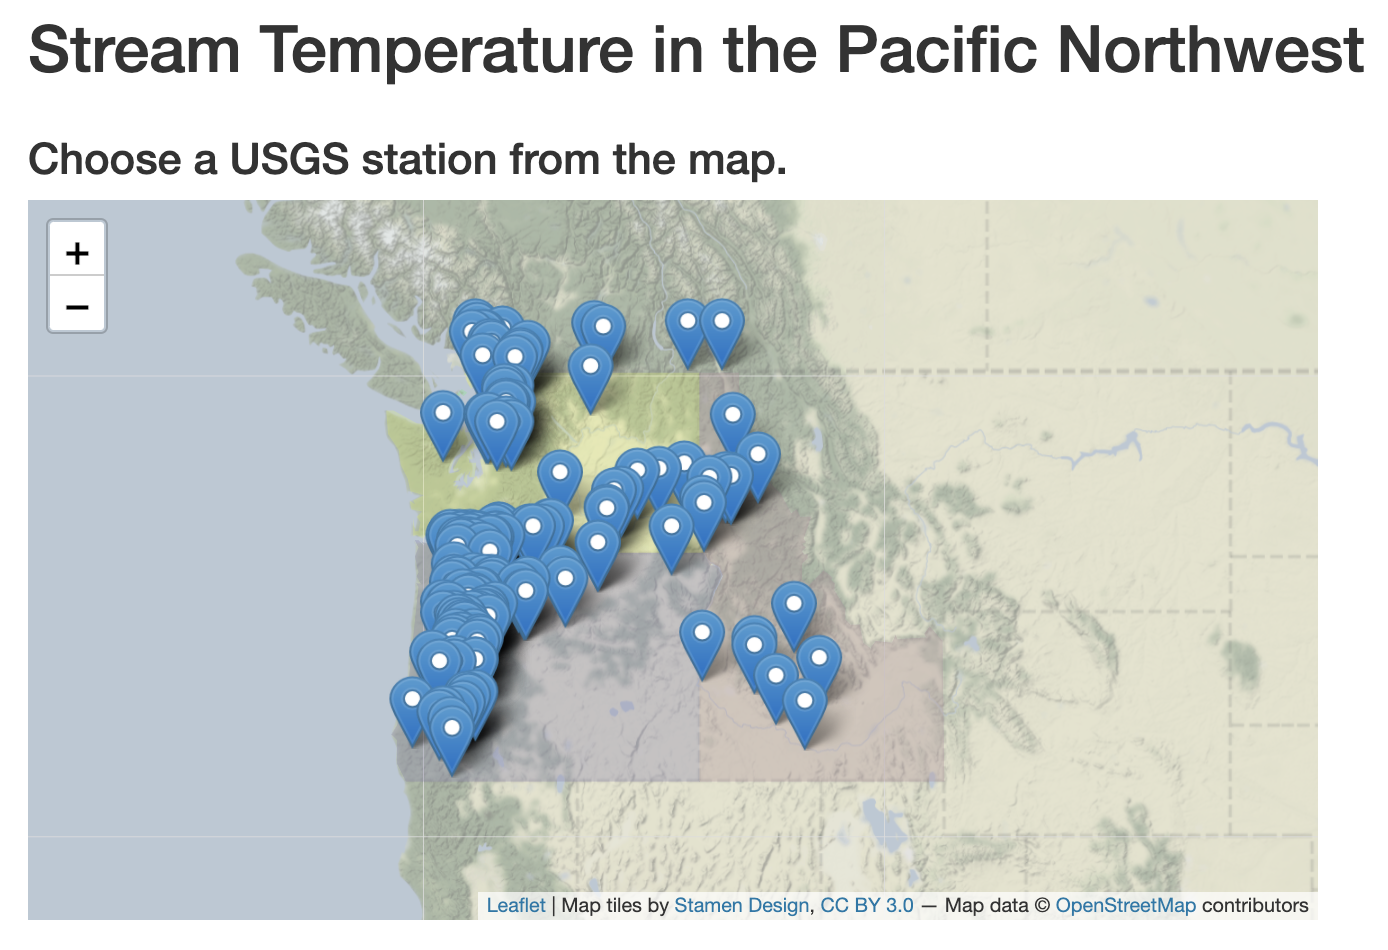 Stream Temperature in the Pacific Northwest
Choose a USGS station from the map.
+
−
Leaflet | Map tiles by Stamen Design, CC BY 3.0 — Map data © OpenStreetMap contributors